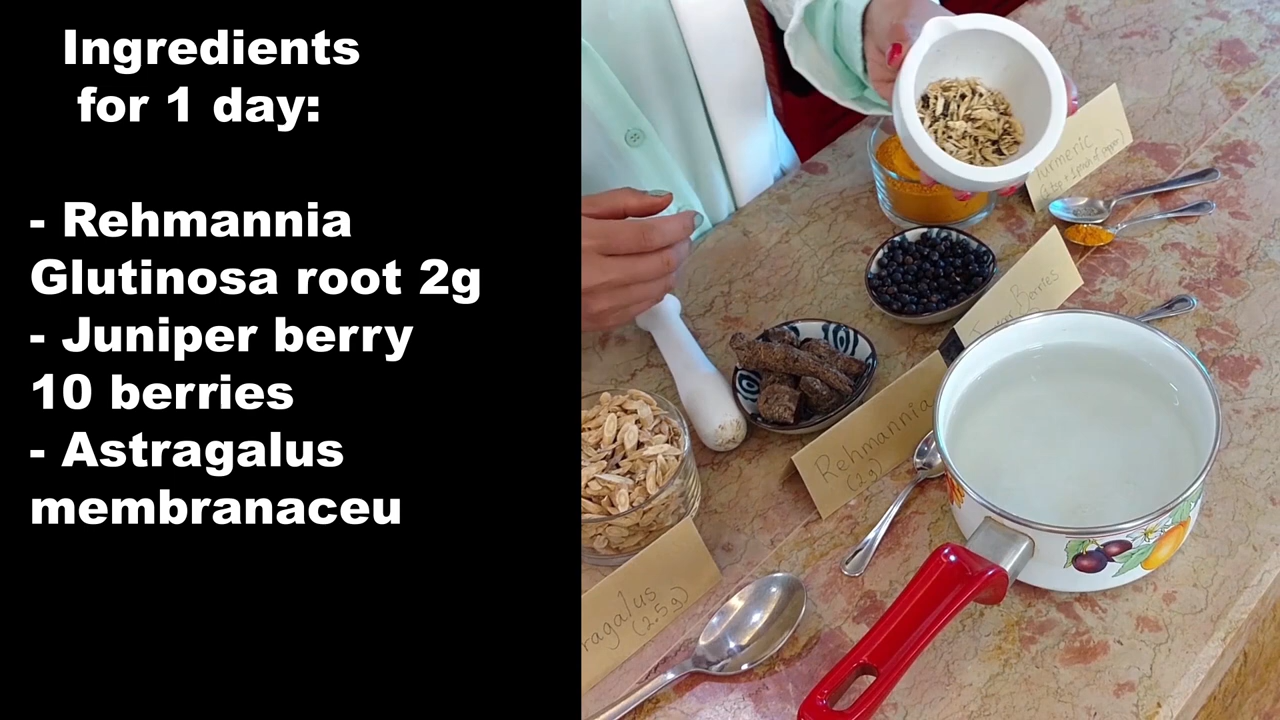 Ingredients
for 1 day:
- Rehmannia
Glutinosa root 2g
- Juniper berry
10 berries
- Astragalus
membranaceu
Turmeric
Berries
Rehmannia
(2g)
ragalus
(2.5g)